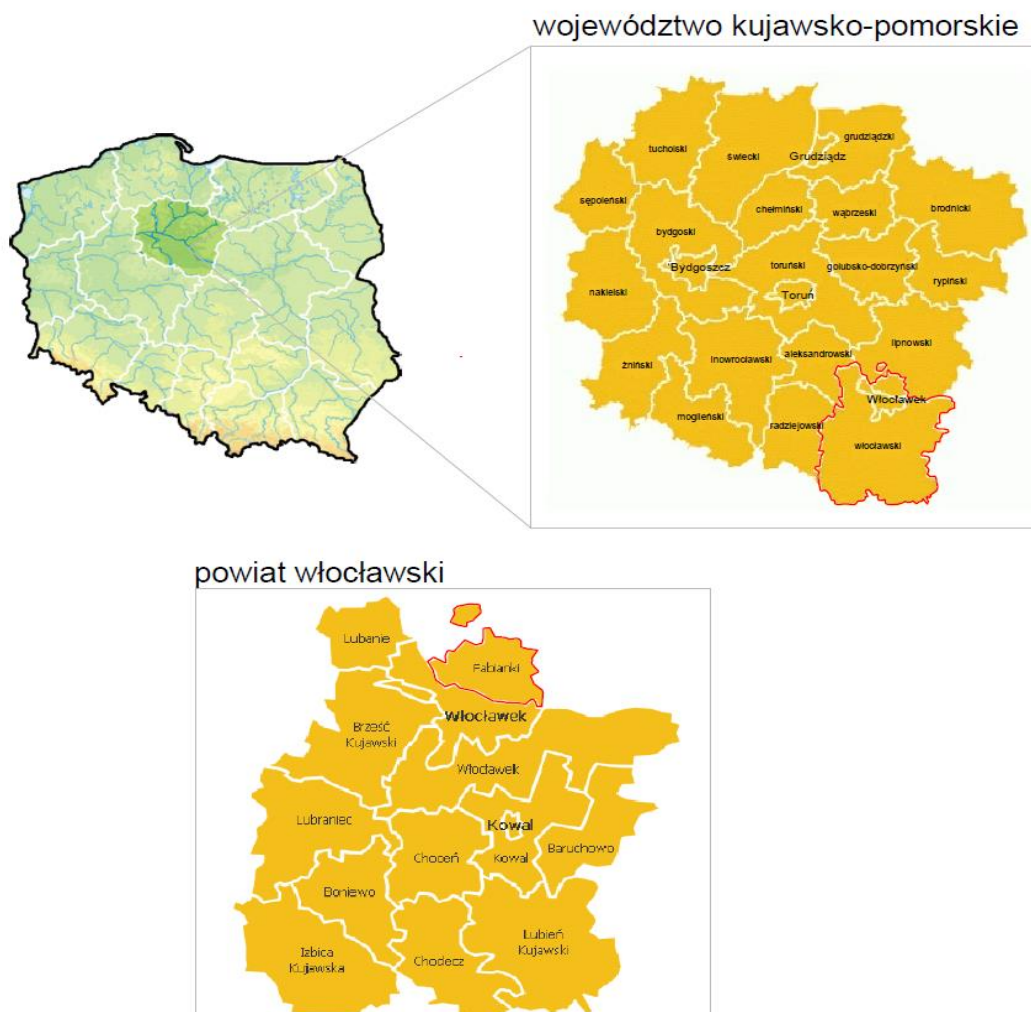 województwo kujawsko-pomorskie
tucholski
świecki
grudziądzki
Grudziądz
sępoleński
chełmiński
wąbrzeski
brodnicki
bydgoski
Bydgoszcz
toruński
golubsko-dobrzyński
nakielski
Toruń
rypiński
lipnowski
żniński
inowrocławski
aleksandrowski
Włocławek
mogileński
radziejowski
włocławski
powiat włocławski
Lubanie
Fabianki
Włocławek
Brześć
Kujawski
Włocławek
Lubraniec
Kowal
Choceń
Kowal
Baruchowo
Boniewo
Lubień
Kujawski
Izbica
Kujawska
Chodecz